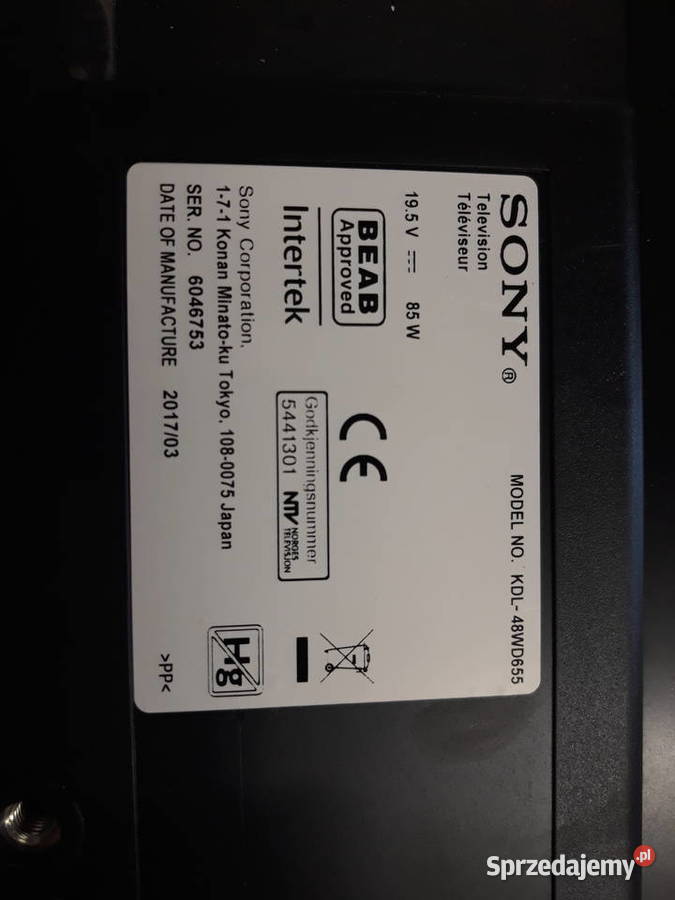 SONY®
MODEL NO. KDL- 48WD655
Television
Téléviseur
19.5 V ⎓ 85 W
BEAB
Approved
Intertek
CE
Godkjenningsnummer
5441301 NTV NORGES
TELEVISJON
Sony Corporation,
1-7-1 Konan Minato-ku Tokyo, 108-0075 Japan
SER. NO. 6046753
DATE OF MANUFACTURE 2017/03
Hg
>PP<
Sprzedajemy.pl